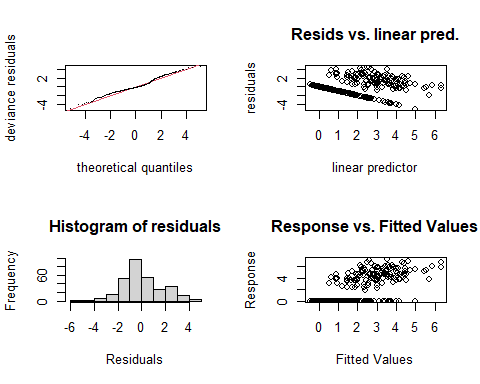 deviance residuals
-4 2
-4 -2 0 2 4
theoretical quantiles
Resids vs. linear pred.
residuals
-4 2
0 1 2 3 4 5 6
linear predictor
Histogram of residuals
Frequency
0 60
-6 -4 -2 0 2 4
Residuals
Response vs. Fitted Values
Response
0 4
0 1 2 3 4 5 6
Fitted Values